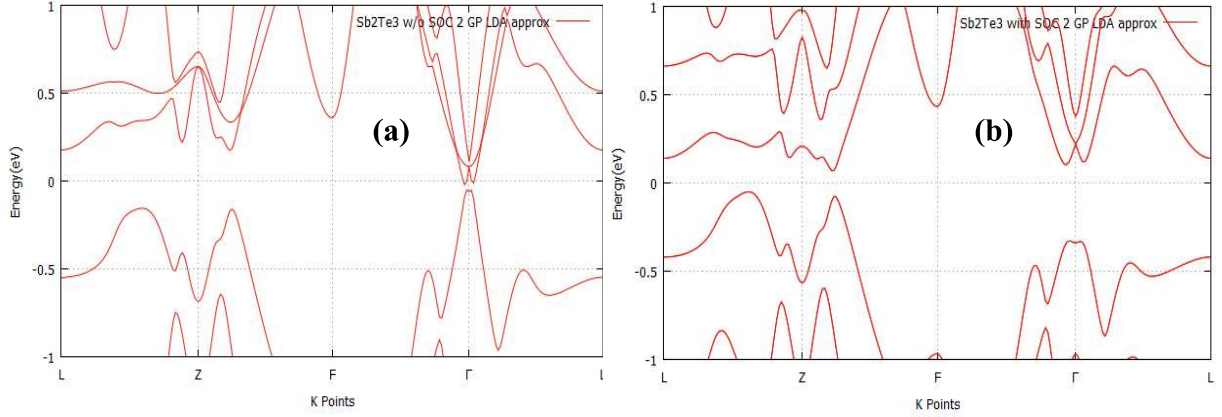 Sb2Te3 w/o SOC 2 GP LDA approx
(a)
Energy(eV)
1
0.5
0
-0.5
-1
L Z F Γ L
K Points
Sb2Te3 with SOC 2 GP LDA approx
(b)
Energy(eV)
1
0.5
0
-0.5
-1
L Z F Γ L
K Points